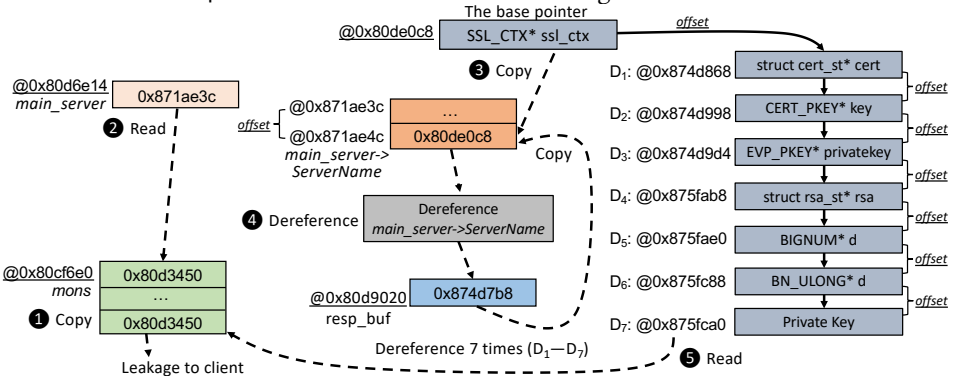 The base pointer
@0x80de0c8
SSL_CTX* ssl_ctx
offset
❸ Copy
@0x80d6e14
main_server
0x871ae3c
❷ Read
offset
@0x871ae3c
...
@0x871ae4c
0x80de0c8
main_server->
ServerName
Copy
❹ Dereference
Dereference
main_server->ServerName
@0x80cf6e0
mons
0x80d3450
...
0x80d3450
❶ Copy
Leakage to client
@0x80d9020
resp_buf
0x874d7b8
Dereference 7 times (D₁—D₇)
❺ Read
D₁: @0x874d868
struct cert_st* cert
offset
D₂: @0x874d998
CERT_PKEY* key
offset
D₃: @0x874d9d4
EVP_PKEY* privatekey
offset
D₄: @0x875fab8
struct rsa_st* rsa
offset
D₅: @0x875fae0
BIGNUM* d
offset
D₆: @0x875fc88
BN_ULONG* d
offset
D₇: @0x875fca0
Private Key